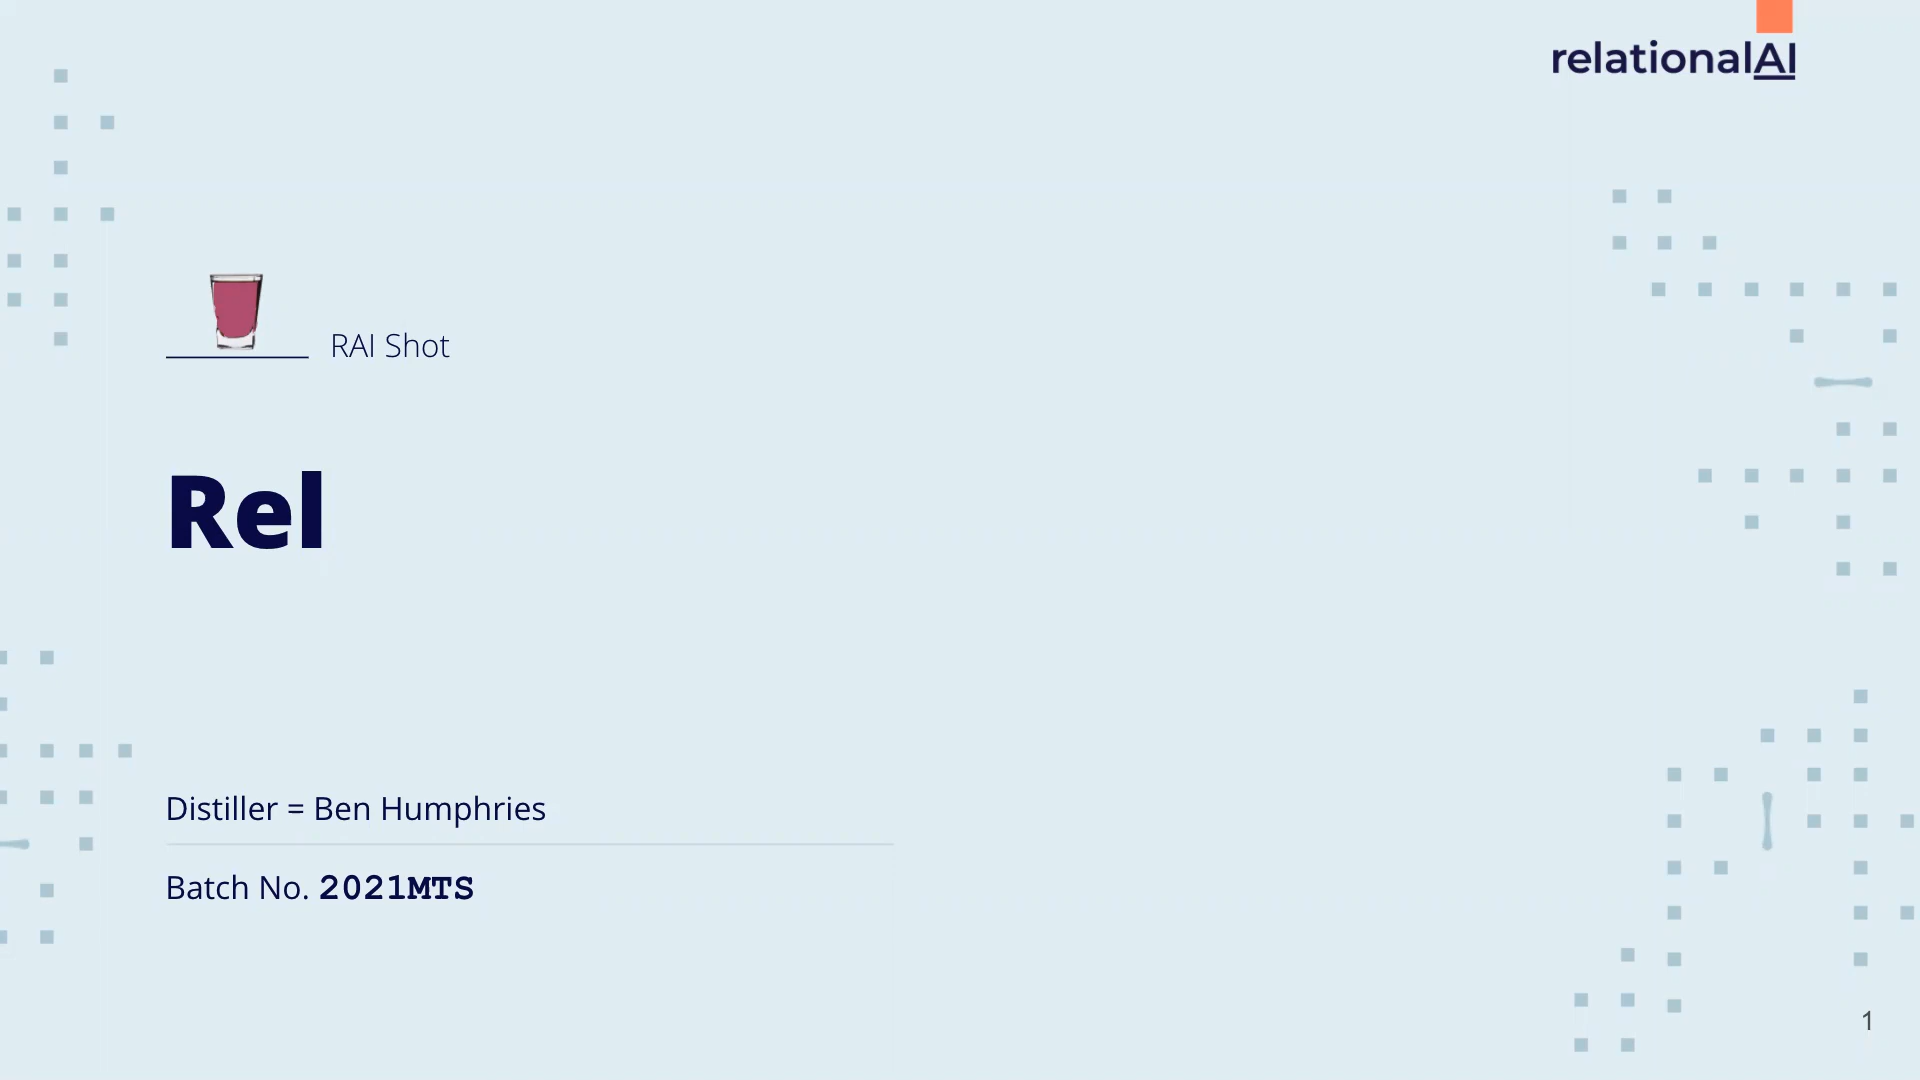 relationalAI
RAI Shot
Rel
Distiller = Ben Humphries
Batch No. 2021MTS
1